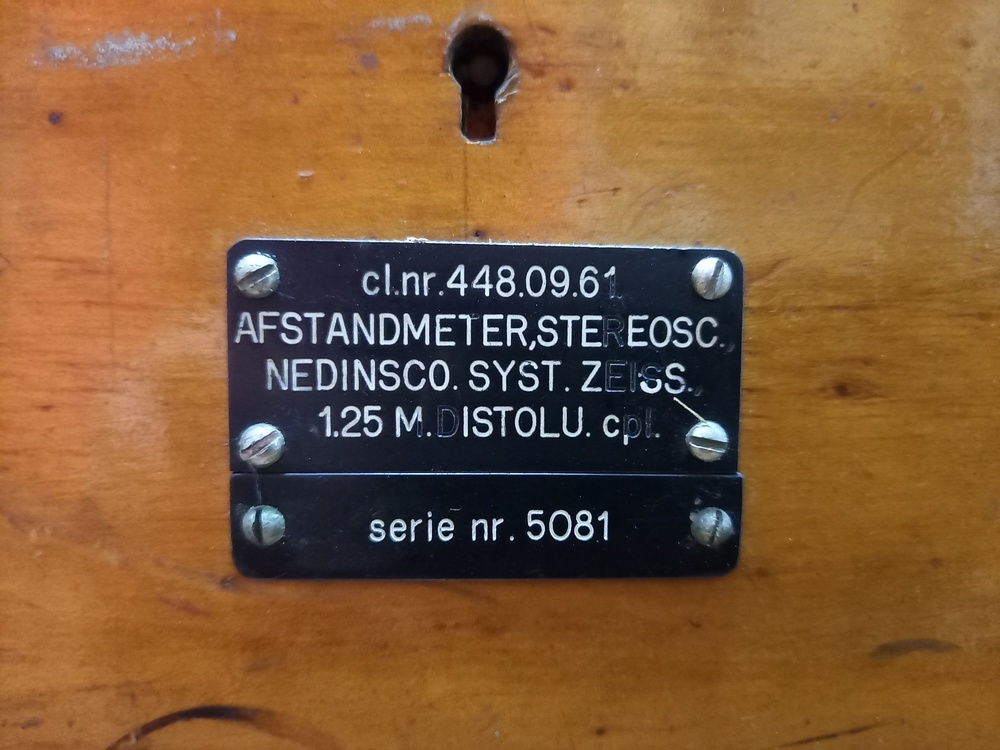 cl.nr.448.09.61.
AFSTANDMETER,STEREOSC.,
NEDINSCO. SYST. ZEISS.,
1.25 M. DISTOLU. cpl.
serie nr. 5081